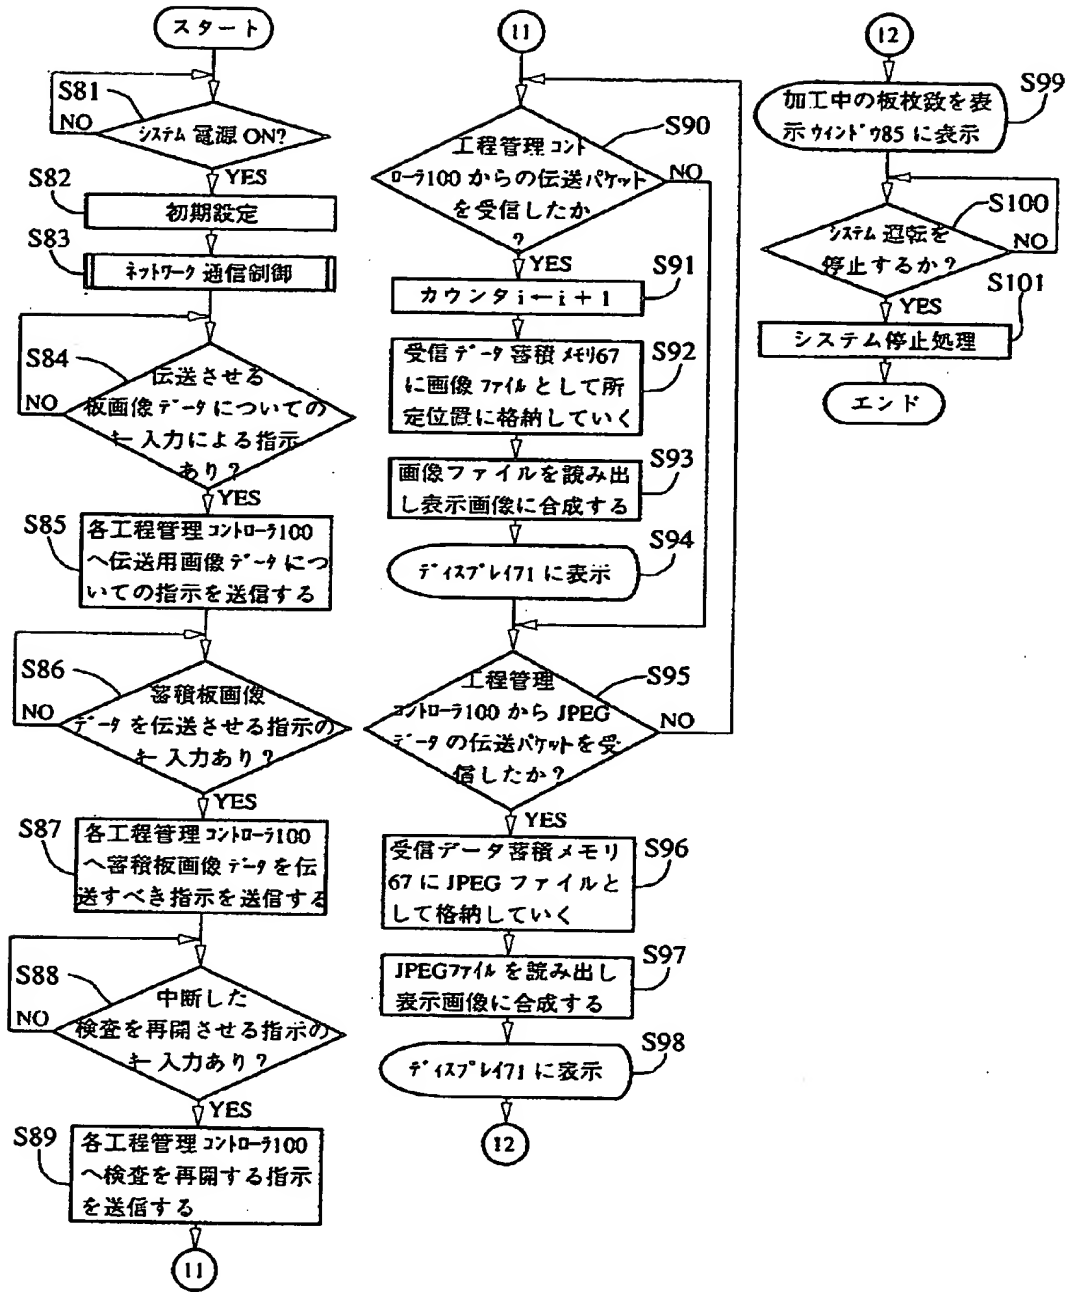 スタート
S81
NO
システム 電源 ON?
YES
S82
初期設定
S83
ネットワーク 通信制御
S84
NO
伝送させる
板画像データについての
キー入力による指示
あり?
YES
S85
各工程管理コントローラ100
へ伝送用画像データにつ
いての指示を送信する
S86
NO
蓄積板画像
データを伝送させる指示の
キー入力あり?
YES
S87
各工程管理コントローラ100
へ蓄積板画像データを伝
送すべき指示を送信する
S88
NO
中断した
検査を再開させる指示の
キー入力あり?
YES
S89
各工程管理コントローラ100
へ検査を再開する指示
を送信する
11
11
S90
工程管理コント
ローラ100からの伝送パケット
を受信したか
?
NO
YES
S91
カウンタi←i+1
S92
受信データ蓄積メモリ67
に画像ファイルとして所
定位置に格納していく
S93
画像ファイルを読み出
し表示画像に合成する
S94
ディスプレイ71に表示
S95
工程管理
コントローラ100からJPEG
データの伝送パケットを受
信したか?
NO
YES
S96
受信データ蓄積メモリ
67にJPEGファイルと
して格納していく
S97
JPEGファイルを読み出し
表示画像に合成する
S98
ディスプレイ71に表示
12
12
S99
加工中の板枚数を表
示ウィンドウ85に表示
S100
システム運転を
停止するか?
NO
YES
S101
システム停止処理
エンド